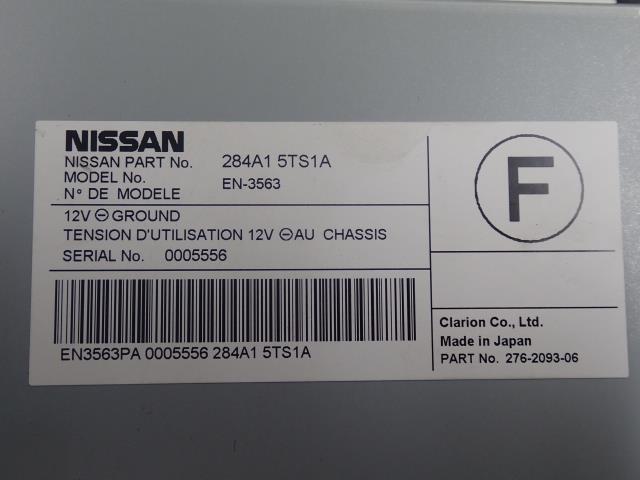 NISSAN
NISSAN PART No. 284A1 5TS1A
MODEL No. EN-3563
N° DE MODELE
12V ⊖ GROUND
TENSION D'UTILISATION 12V ⊖ AU CHASSIS
SERIAL No. 0005556
EN3563PA 0005556 284A1 5TS1A
F
Clarion Co., Ltd.
Made in Japan
PART No. 276-2093-06